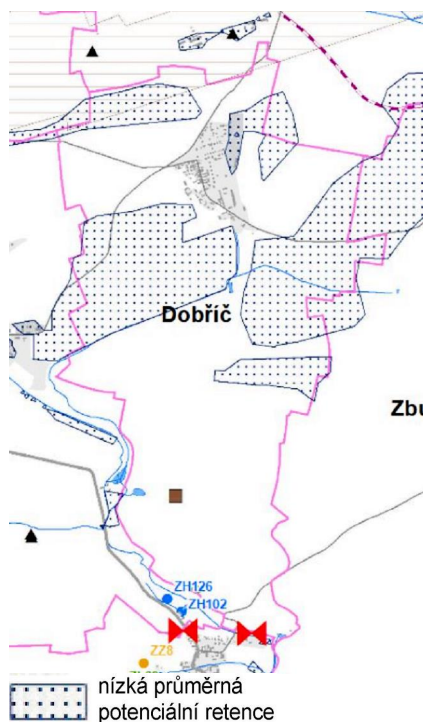 Dobříč
Zbu
ZH126
ZH102
ZZ8
nízká průměrná
potenciální retence